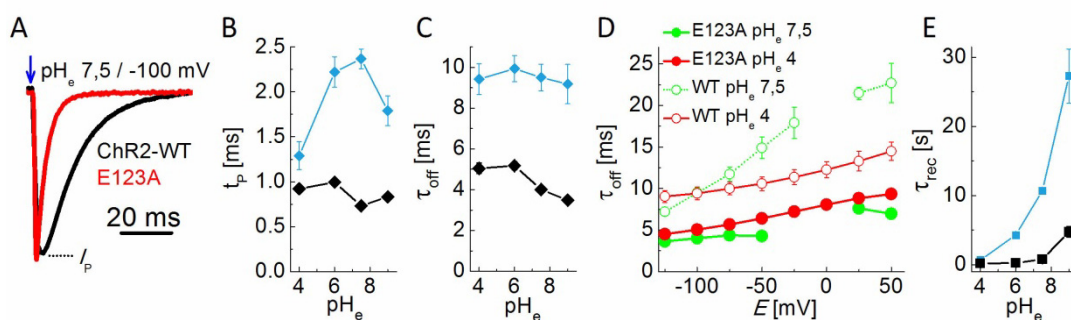 A
pHe 7,5 / -100 mV
ChR2-WT
E123A
20 ms
IP
B
tP [ms]
2.5
2.0
1.5
1.0
0.5
0.0
4 6 8
pHe
C
τoff [ms]
10
8
6
4
2
0
4 6 8
pHe
D
E123A pHe 7,5
E123A pHe 4
WT pHe 7,5
WT pHe 4
τoff [ms]
25
20
15
10
5
0
-100 -50 0 50
E [mV]
E
τrec [s]
30
20
10
0
4 6 8
pHe